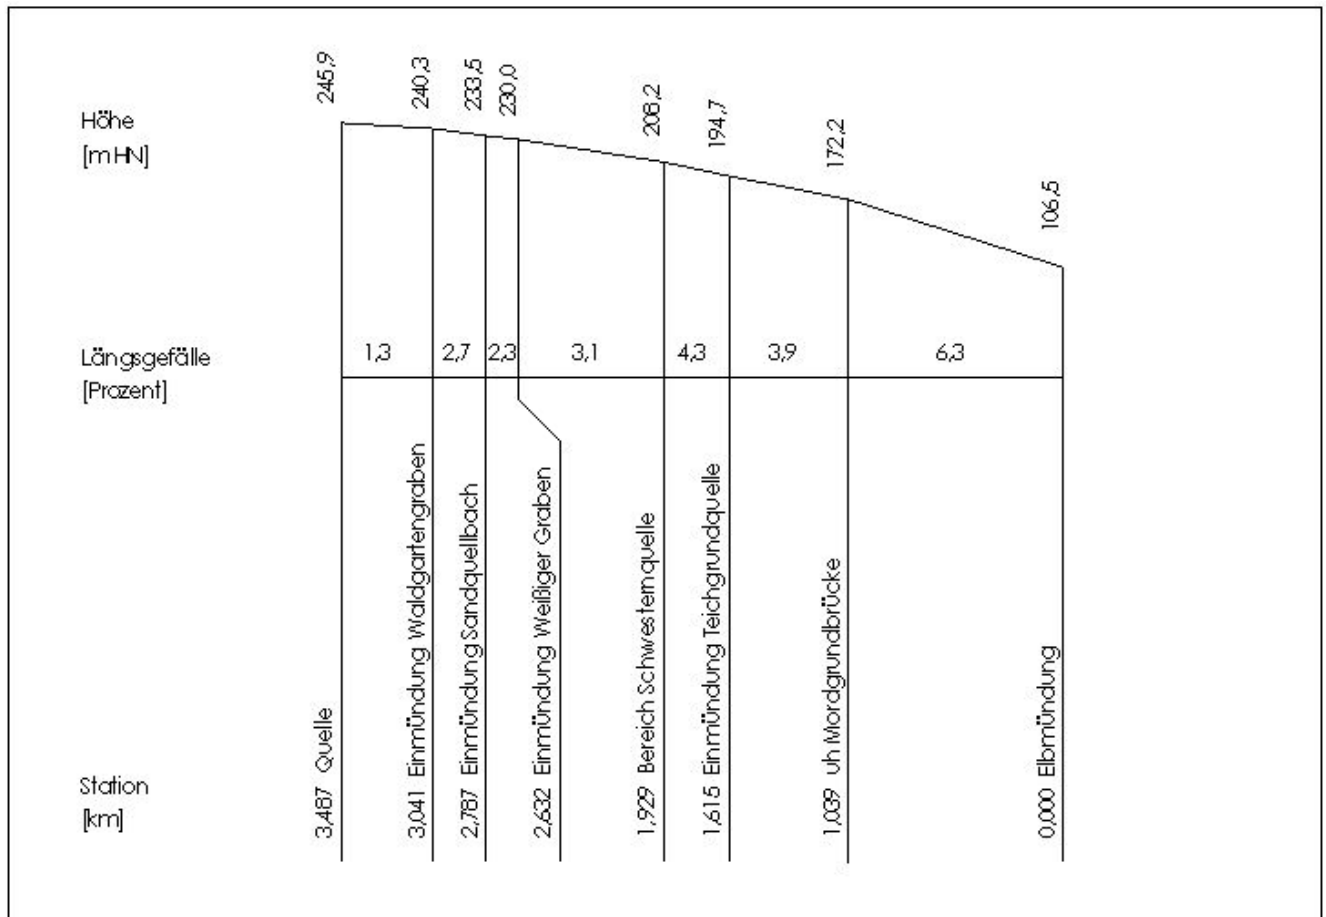 Höhe
[m HN]
245,9
240,3
233,5
230,0
208,2
194,7
172,2
106,5
Längsgefälle
[Prozent]
1,3
2,7
2,3
3,1
4,3
3,9
6,3
Station
[km]
3,487 Quelle
3,041 Einmündung Waldgartengraben
2,787 Einmündung Sandquellbach
2,632 Einmündung Weißiger Graben
1,929 Bereich Schwesternquelle
1,615 Einmündung Teichgrundquelle
1,039 uh Mordgrundbrücke
0,000 Elbmündung